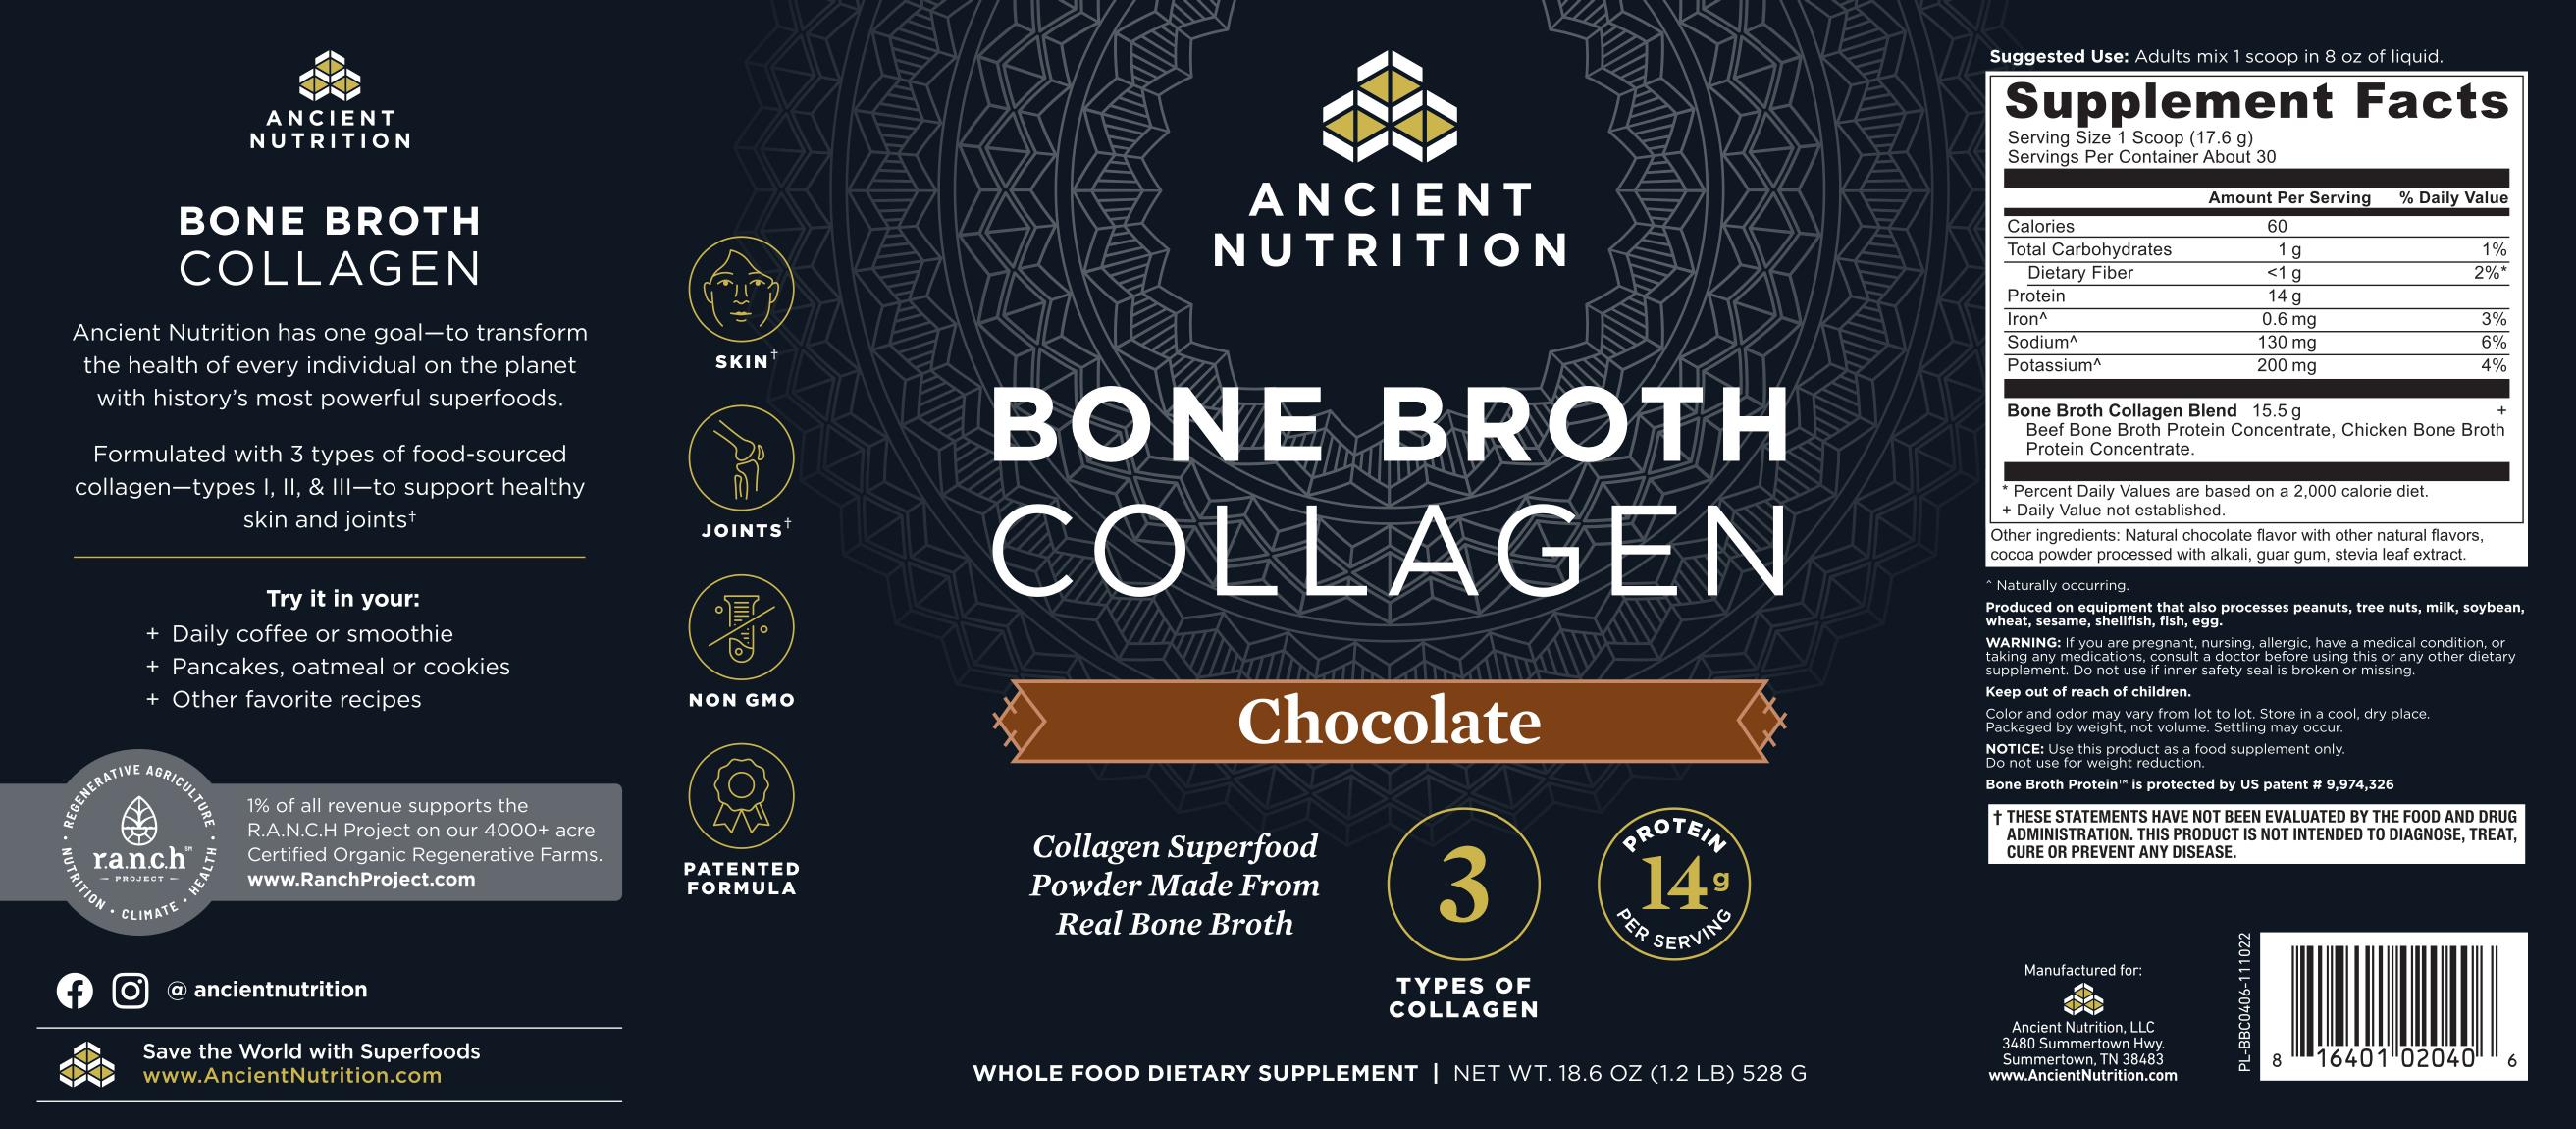 ANCIENT
NUTRITION
BONE BROTH
COLLAGEN
Ancient Nutrition has one goal—to transform
the health of every individual on the planet
with history's most powerful superfoods.
Formulated with 3 types of food-sourced
collagen—types I, II, & III—to support healthy
skin and joints†
Try it in your:
+ Daily coffee or smoothie
+ Pancakes, oatmeal or cookies
+ Other favorite recipes
• REGENERATIVE AGRICULTURE •
NUTRITION • CLIMATE • HEALTH
r.a.n.c.h℠
PROJECT
1% of all revenue supports the
R.A.N.C.H Project on our 4000+ acre
Certified Organic Regenerative Farms.
www.RanchProject.com
@ ancientnutrition
Save the World with Superfoods
www.AncientNutrition.com
SKIN†
JOINTS†
NON GMO
PATENTED
FORMULA
ANCIENT
NUTRITION
BONE BROTH
COLLAGEN
Chocolate
Collagen Superfood
Powder Made From
Real Bone Broth
3
TYPES OF
COLLAGEN
PROTEIN
14g
PER SERVING
WHOLE FOOD DIETARY SUPPLEMENT | NET WT. 18.6 OZ (1.2 LB) 528 G
Suggested Use: Adults mix 1 scoop in 8 oz of liquid.
Supplement Facts
Serving Size 1 Scoop (17.6 g)
Servings Per Container About 30
Amount Per Serving % Daily Value
Calories 60
Total Carbohydrates 1 g 1%
Dietary Fiber <1 g 2%*
Protein 14 g
Iron^ 0.6 mg 3%
Sodium^ 130 mg 6%
Potassium^ 200 mg 4%
Bone Broth Collagen Blend 15.5 g +
Beef Bone Broth Protein Concentrate, Chicken Bone Broth
Protein Concentrate.
* Percent Daily Values are based on a 2,000 calorie diet.
+ Daily Value not established.
Other ingredients: Natural chocolate flavor with other natural flavors,
cocoa powder processed with alkali, guar gum, stevia leaf extract.
^ Naturally occurring.
Produced on equipment that also processes peanuts, tree nuts, milk, soybean,
wheat, sesame, shellfish, fish, egg.
WARNING: If you are pregnant, nursing, allergic, have a medical condition, or
taking any medications, consult a doctor before using this or any other dietary
supplement. Do not use if inner safety seal is broken or missing.
Keep out of reach of children.
Color and odor may vary from lot to lot. Store in a cool, dry place.
Packaged by weight, not volume. Settling may occur.
NOTICE: Use this product as a food supplement only.
Do not use for weight reduction.
Bone Broth Protein™ is protected by US patent # 9,974,326
† THESE STATEMENTS HAVE NOT BEEN EVALUATED BY THE FOOD AND DRUG
ADMINISTRATION. THIS PRODUCT IS NOT INTENDED TO DIAGNOSE, TREAT,
CURE OR PREVENT ANY DISEASE.
Manufactured for:
Ancient Nutrition, LLC
3480 Summertown Hwy.
Summertown, TN 38483
www.AncientNutrition.com
PL-BBC0406-111022
8 16401 02040 6